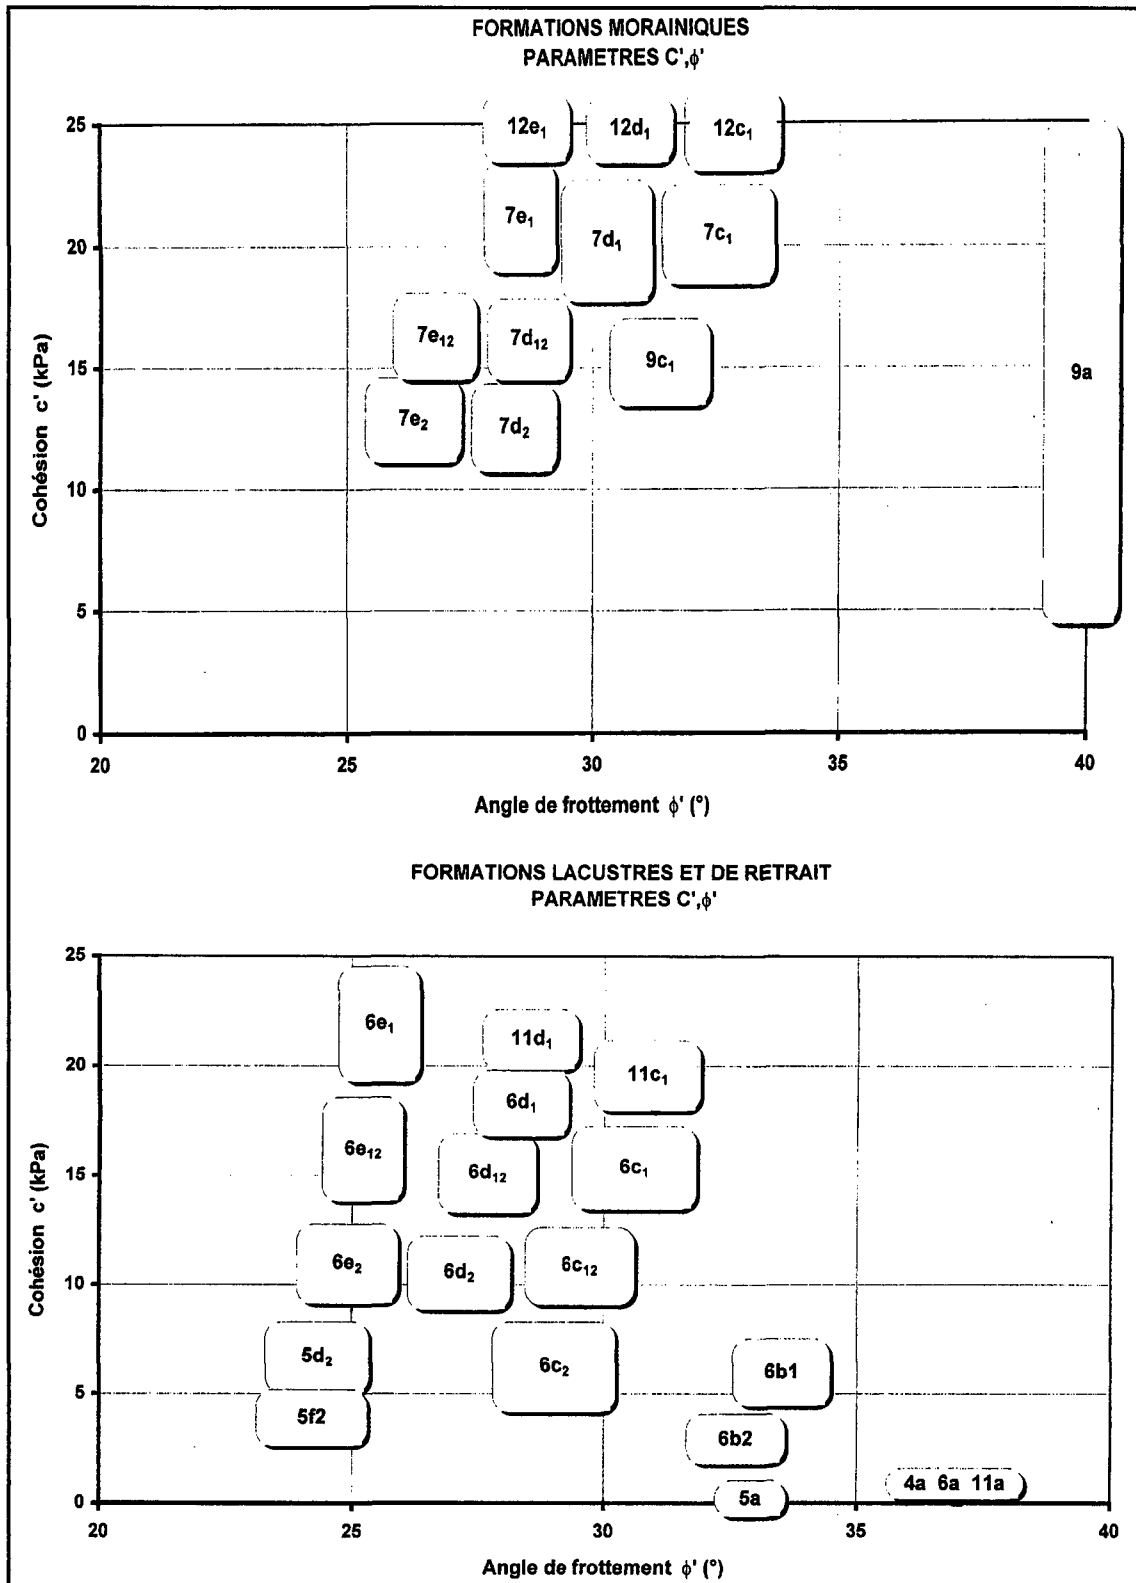 FORMATIONS MORAINIQUES
PARAMETRES C',ϕ'
25
20
15
10
5
0
Cohésion c' (kPa)
12e₁ 12d₁ 12c₁
7e₁ 7d₁ 7c₁
7e₁₂ 7d₁₂ 9c₁ 9a
7e₂ 7d₂
20 25 30 35 40
Angle de frottement ϕ' (°)
FORMATIONS LACUSTRES ET DE RETRAIT
PARAMETRES C',ϕ'
25
20
15
10
5
0
Cohésion c' (kPa)
6e₁ 11d₁ 11c₁
6d₁
6e₁₂ 6d₁₂ 6c₁
6e₂ 6d₂ 6c₁₂
5d₂ 6c₂ 6b1
5f2 6b2
5a 4a 6a 11a
20 25 30 35 40
Angle de frottement ϕ' (°)